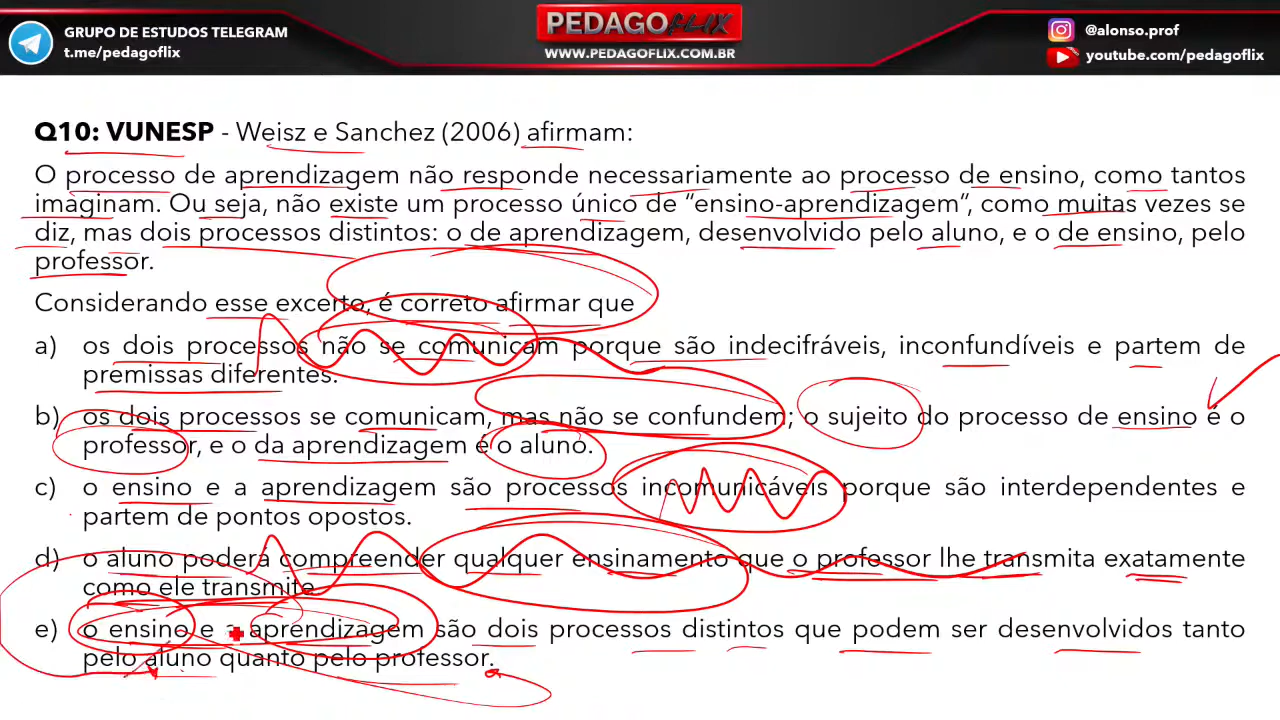 GRUPO DE ESTUDOS TELEGRAM
t.me/pedagoflix
PEDAGOFLIX
WWW.PEDAGOFLIX.COM.BR
@alonso.prof
youtube.com/pedagoflix
Q10: VUNESP - Weisz e Sanchez (2006) afirmam:
O processo de aprendizagem não responde necessariamente ao processo de ensino, como tantos
imaginam. Ou seja, não existe um processo único de “ensino-aprendizagem”, como muitas vezes se
diz, mas dois processos distintos: o de aprendizagem, desenvolvido pelo aluno, e o de ensino, pelo
professor.
Considerando esse excerto, é correto afirmar que
a) os dois processos não se comunicam porque são indecifráveis, inconfundíveis e partem de
premissas diferentes.
b) os dois processos se comunicam, mas não se confundem; o sujeito do processo de ensino é o
professor, e o da aprendizagem é o aluno.
c) o ensino e a aprendizagem são processos incomunicáveis porque são interdependentes e
partem de pontos opostos.
d) o aluno poderá compreender qualquer ensinamento que o professor lhe transmita exatamente
como ele transmite.
e) o ensino e a aprendizagem são dois processos distintos que podem ser desenvolvidos tanto
pelo aluno quanto pelo professor.